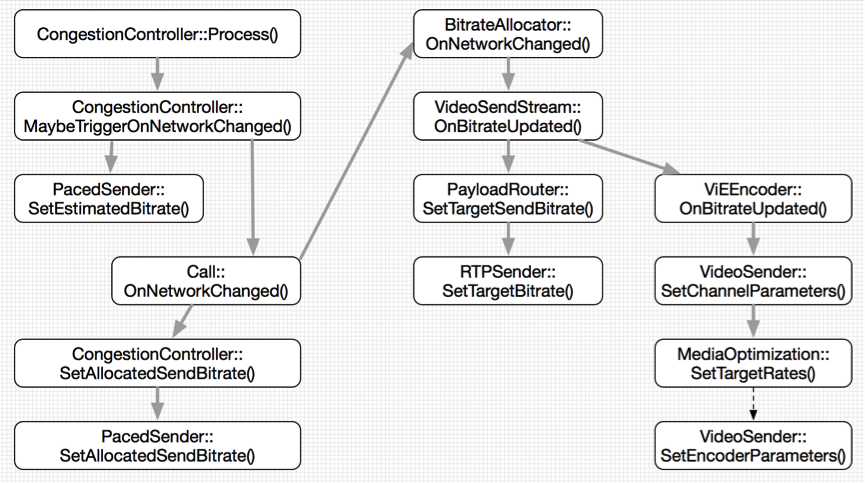 CongestionController::Process()
CongestionController::
MaybeTriggerOnNetworkChanged()
PacedSender::
SetEstimatedBitrate()
Call::
OnNetworkChanged()
CongestionController::
SetAllocatedSendBitrate()
PacedSender::
SetAllocatedSendBitrate()
BitrateAllocator::
OnNetworkChanged()
VideoSendStream::
OnBitrateUpdated()
PayloadRouter::
SetTargetSendBitrate()
RTPSender::
SetTargetBitrate()
ViEEncoder::
OnBitrateUpdated()
VideoSender::
SetChannelParameters()
MediaOptimization::
SetTargetRates()
VideoSender::
SetEncoderParameters()